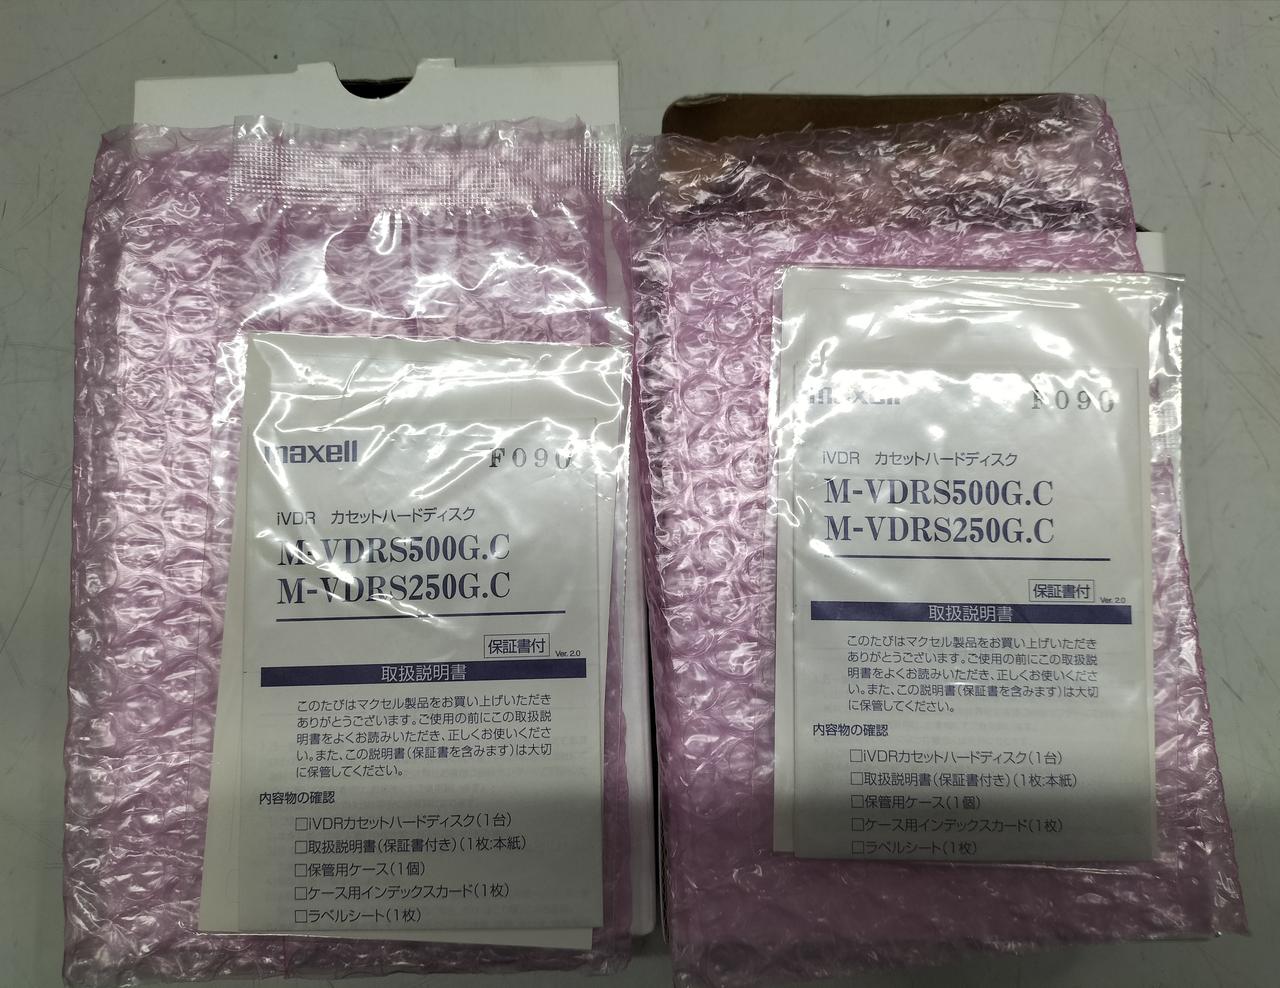 maxell
F090
iVDR カセットハードディスク
M-VDRS500G.C
M-VDRS250G.C
保証書付
Ver. 2.0
取扱説明書
このたびはマクセル製品をお買い上げいただき
ありがとうございます。ご使用の前にこの取扱説
明書をよくお読みいただき、正しくお使いくださ
い。また、この説明書(保証書を含みます)は大切
に保管してください。
内容物の確認
□iVDRカセットハードディスク(1台)
□取扱説明書(保証書付き)(1枚:本紙)
□保管用ケース(1個)
□ケース用インデックスカード(1枚)
□ラベルシート(1枚)
maxell
F090
iVDR カセットハードディスク
M-VDRS500G.C
M-VDRS250G.C
保証書付
Ver. 2.0
取扱説明書
このたびはマクセル製品をお買い上げいただき
ありがとうございます。ご使用の前にこの取扱説
明書をよくお読みいただき、正しくお使いくださ
い。また、この説明書(保証書を含みます)は大切
に保管してください。
内容物の確認
□iVDRカセットハードディスク(1台)
□取扱説明書(保証書付き)(1枚:本紙)
□保管用ケース(1個)
□ケース用インデックスカード(1枚)
□ラベルシート(1枚)